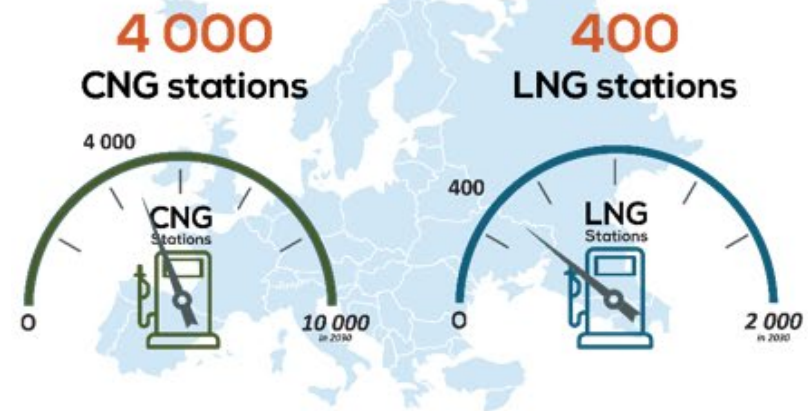 4 000
CNG stations
4 000
CNG
Stations
0
10 000
in 2030
400
LNG stations
400
LNG
Stations
0
2 000
in 2030